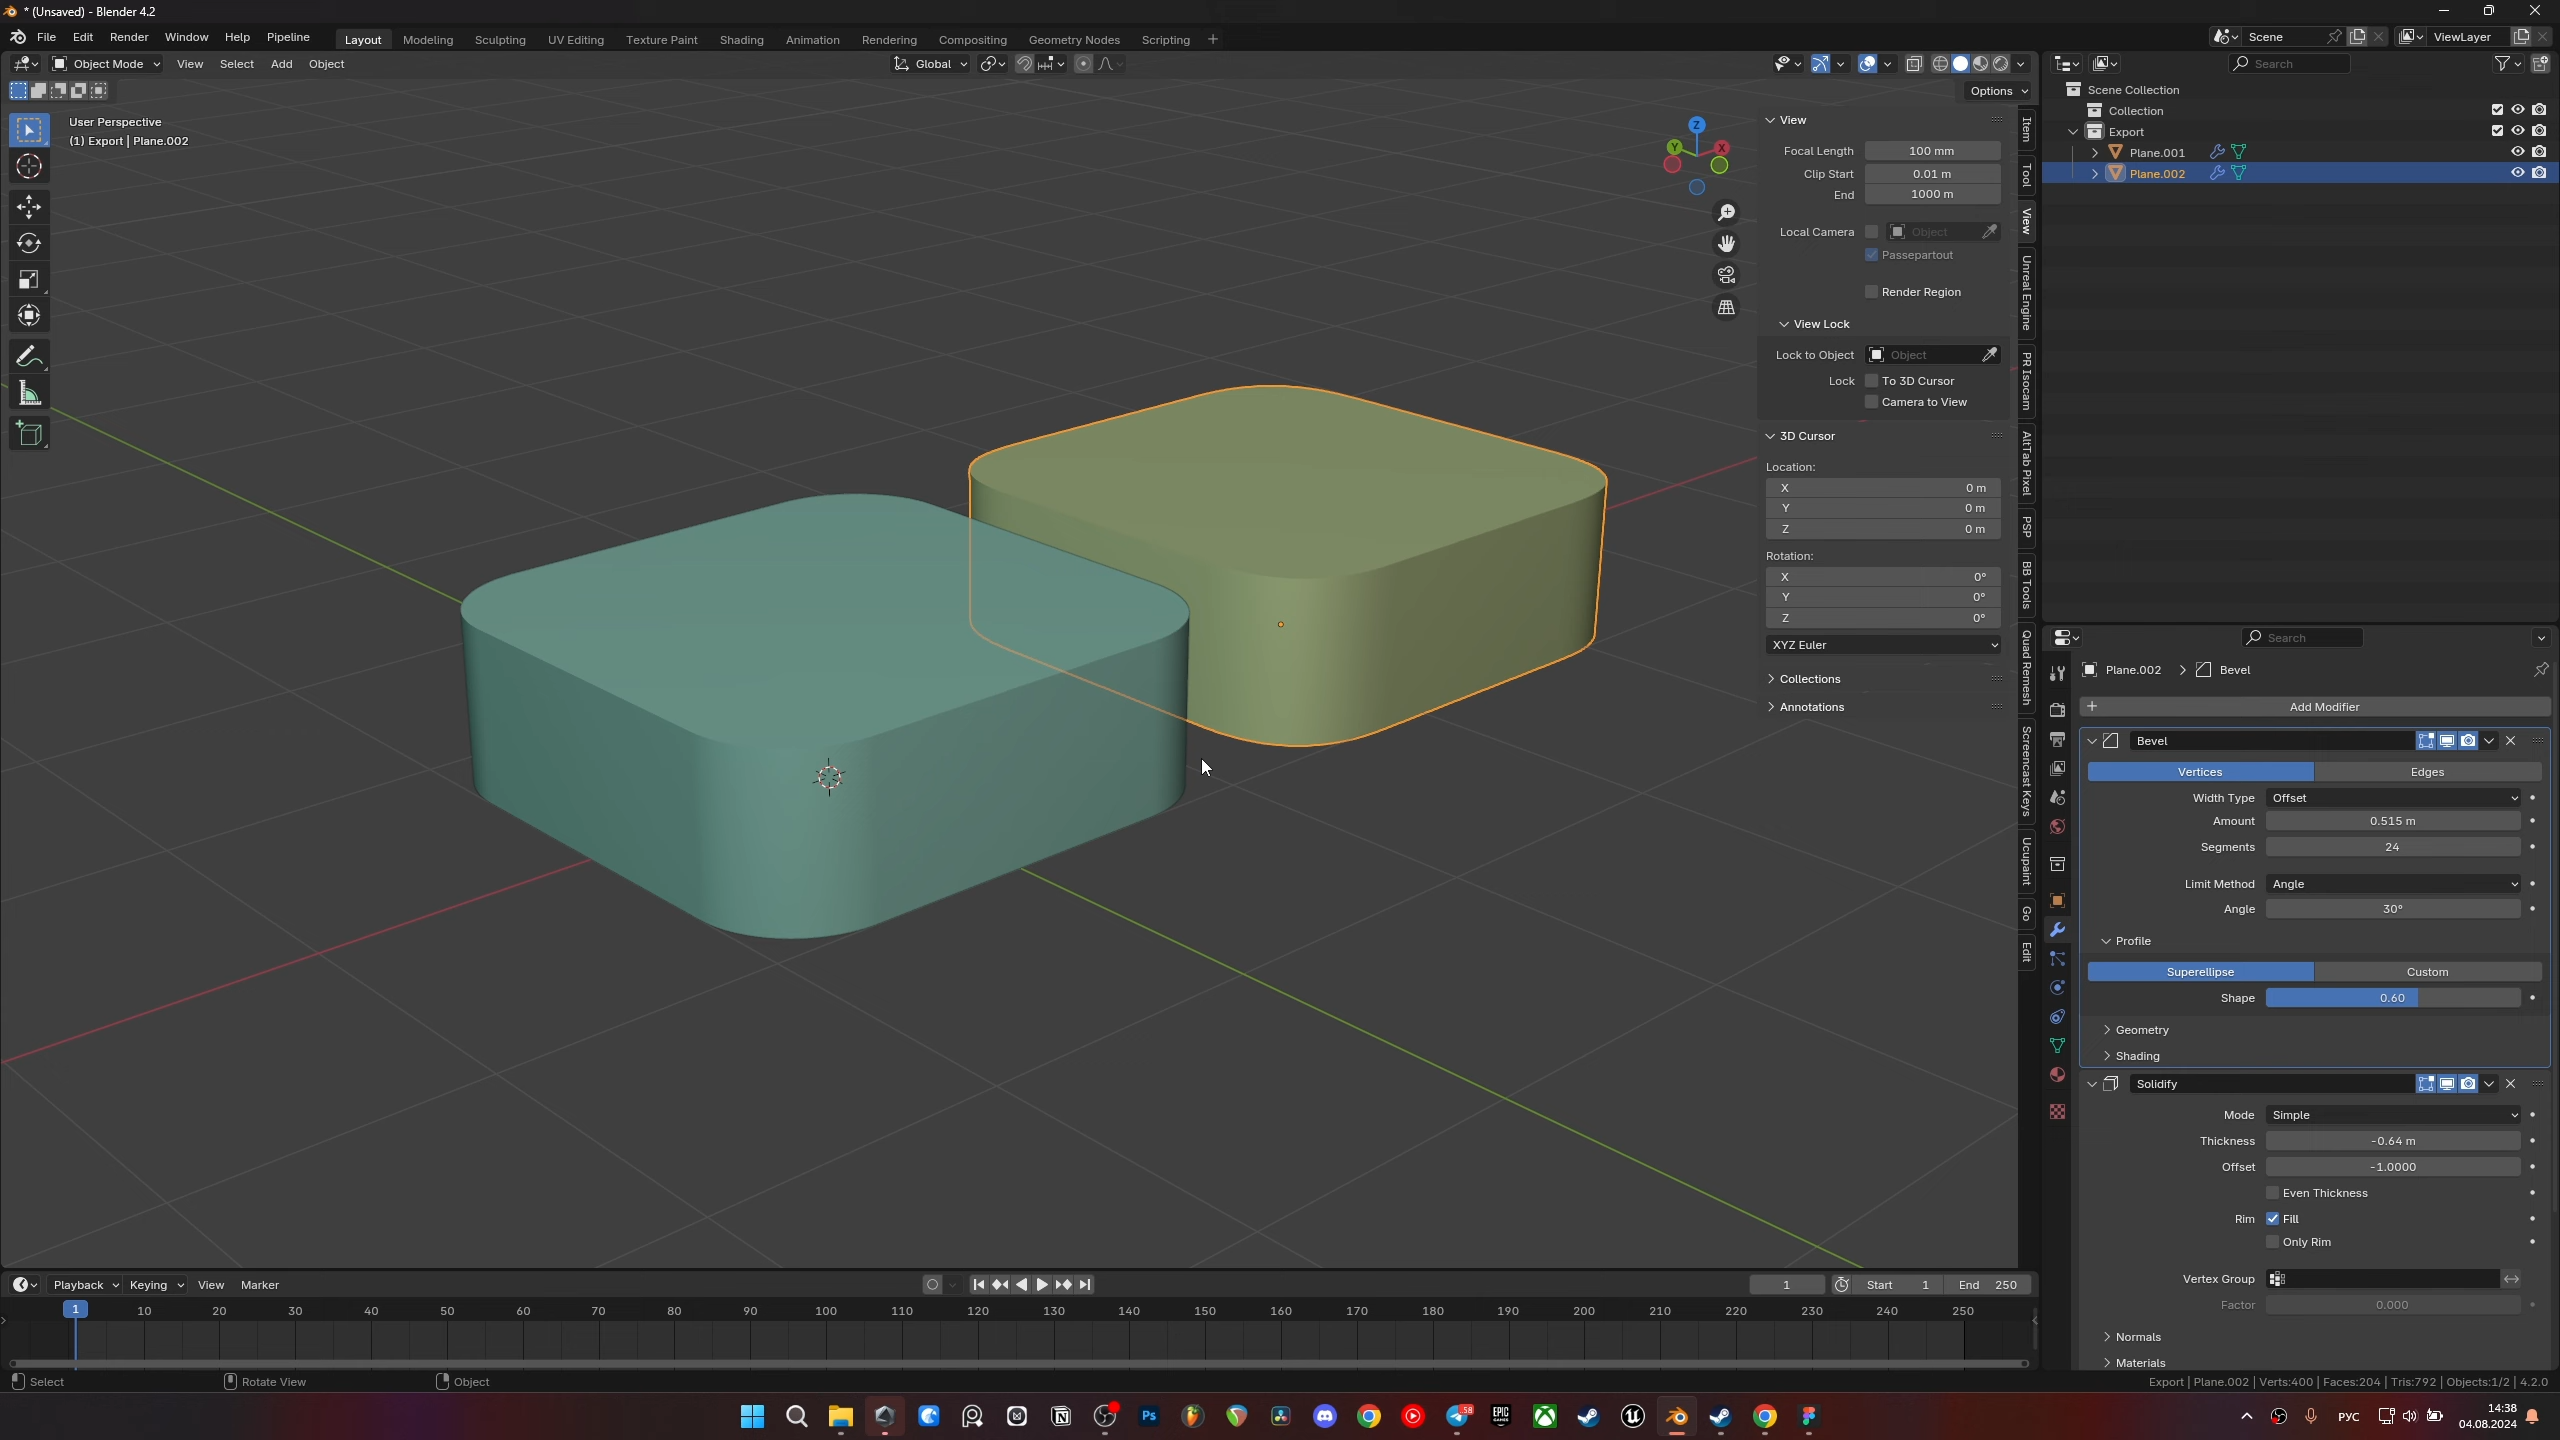 * (Unsaved) - Blender 4.2
File Edit Render Window Help Pipeline Layout Modeling Sculpting UV Editing Texture Paint Shading Animation Rendering Compositing Geometry Nodes Scripting + Scene ViewLayer
Object Mode View Select Add Object Global
Options
User Perspective
(1) Export | Plane.002
Z
Y
X
View
Focal Length 100 mm
Clip Start 0.01 m
End 1000 m
Local Camera Object
Passepartout
Render Region
View Lock
Lock to Object Object
Lock To 3D Cursor
Camera to View
3D Cursor
Location:
X 0 m
Y 0 m
Z 0 m
Rotation:
X 0°
Y 0°
Z 0°
XYZ Euler
Collections
Annotations
Item
Tool
View
Unreal Engine
PR Isocam
AltTab Pixel
PSP
BB Tools
Quad Remesh
Screencast Keys
Ucupaint
Go
Edit
Search
Scene Collection
Collection
Export
Plane.001
Plane.002
Search
Plane.002 > Bevel
+ Add Modifier
Bevel
Vertices Edges
Width Type Offset
Amount 0.515 m
Segments 24
Limit Method Angle
Angle 30°
Profile
Superellipse Custom
Shape 0.60
Geometry
Shading
Solidify
Mode Simple
Thickness -0.64 m
Offset -1.0000
Even Thickness
Rim Fill
Only Rim
Vertex Group
Factor 0.000
Normals
Materials
Playback Keying View Marker 1 Start 1 End 250
1 10 20 30 40 50 60 70 80 90 100 110 120 130 140 150 160 170 180 190 200 210 220 230 240 250
Select Rotate View Object Export | Plane.002 | Verts:400 | Faces:204 | Tris:792 | Objects:1/2 | 4.2.0
Ps
58
EPIC GAMES
РУС
14:38
04.08.2024